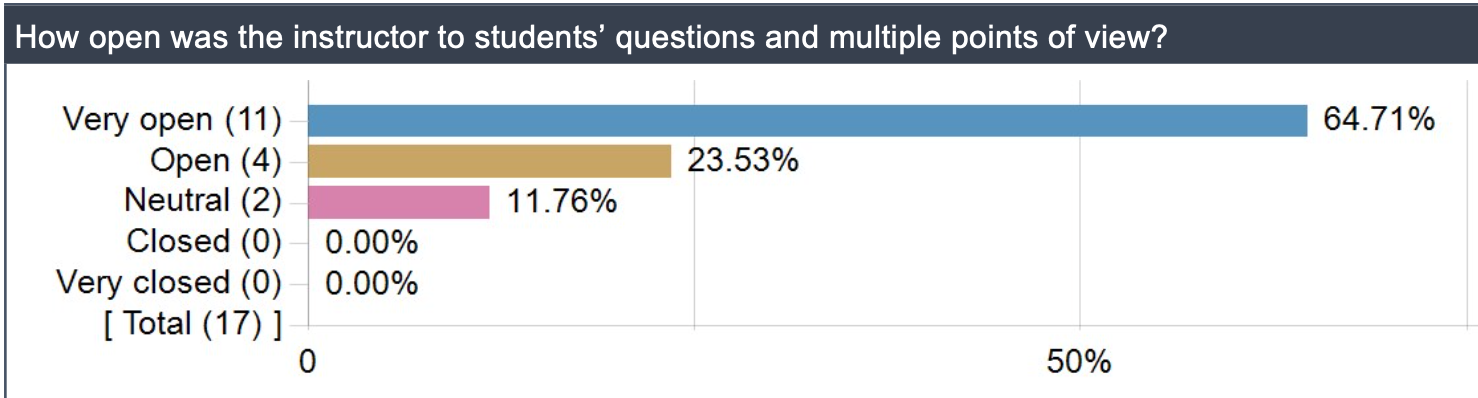 How open was the instructor to students’ questions and multiple points of view?
Very open (11) 64.71%
Open (4) 23.53%
Neutral (2) 11.76%
Closed (0) 0.00%
Very closed (0) 0.00%
[ Total (17) ]
0 50%